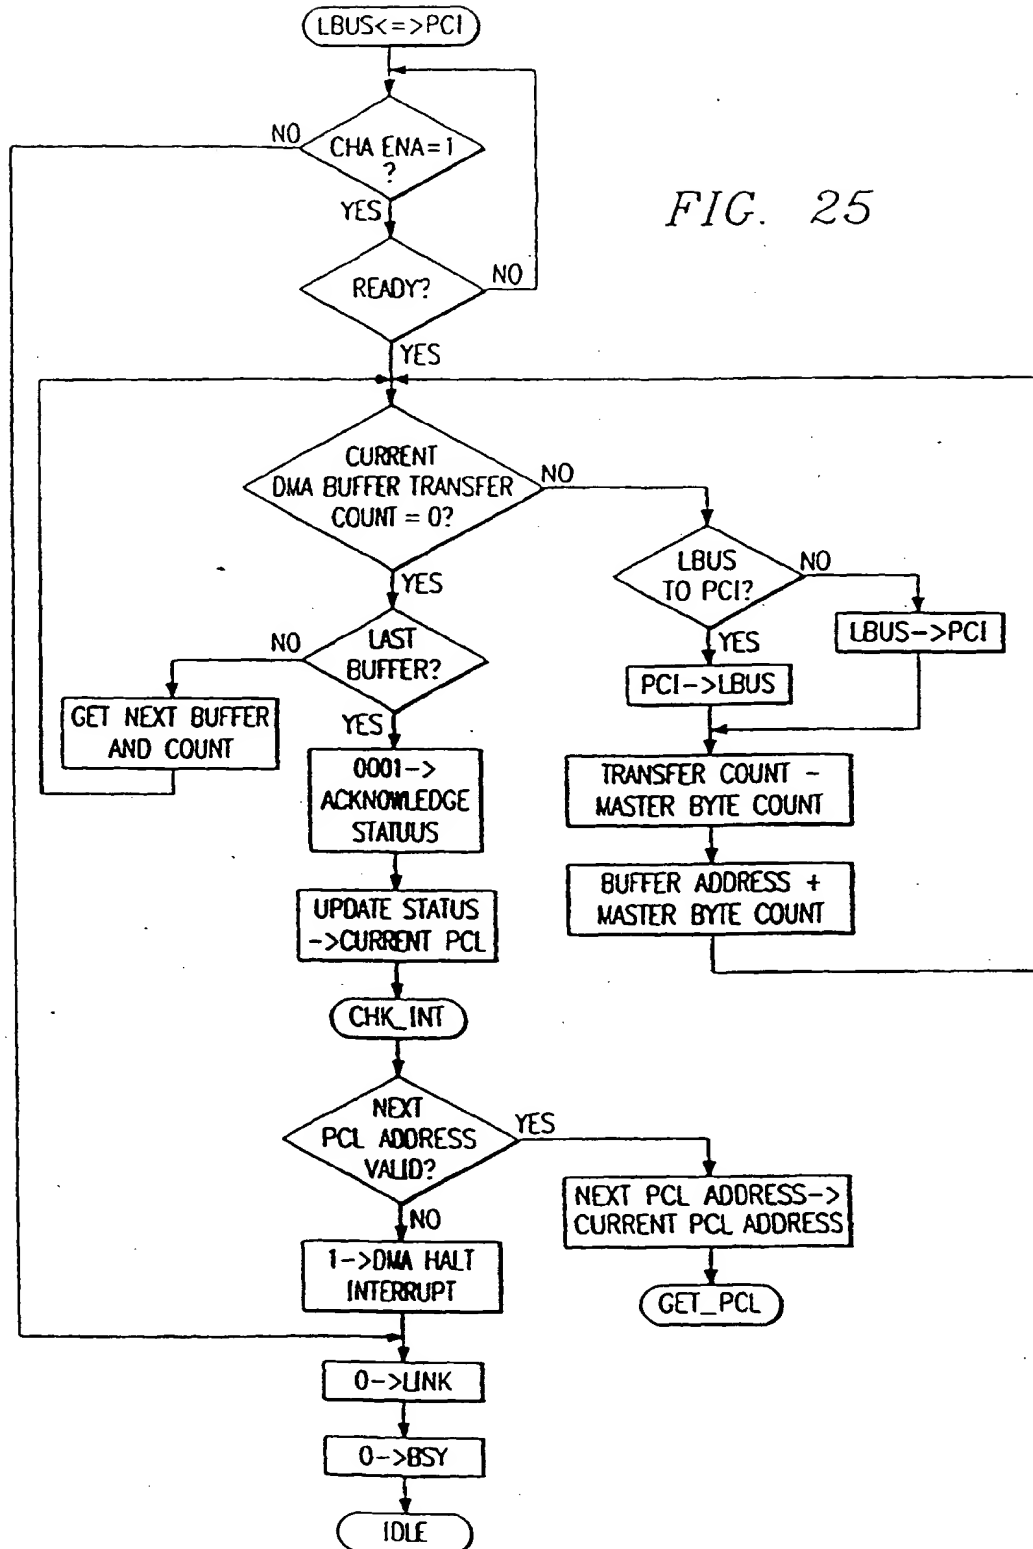 LBUS<=>PCI
NO
CHA ENA=1
?
YES
FIG. 25
READY?
NO
YES
CURRENT
DMA BUFFER TRANSFER
COUNT = 0?
NO
YES
LBUS
TO PCI?
NO
YES
LBUS->PCI
PCI->LBUS
NO
LAST
BUFFER?
YES
GET NEXT BUFFER
AND COUNT
0001->
ACKNOWLEDGE
STATUUS
TRANSFER COUNT -
MASTER BYTE COUNT
BUFFER ADDRESS +
MASTER BYTE COUNT
UPDATE STATUS
->CURRENT PCL
CHK_INT
NEXT
PCL ADDRESS
VALID?
YES
NO
NEXT PCL ADDRESS->
CURRENT PCL ADDRESS
GET_PCL
1->DMA HALT
INTERRUPT
0->LINK
0->BSY
IDLE